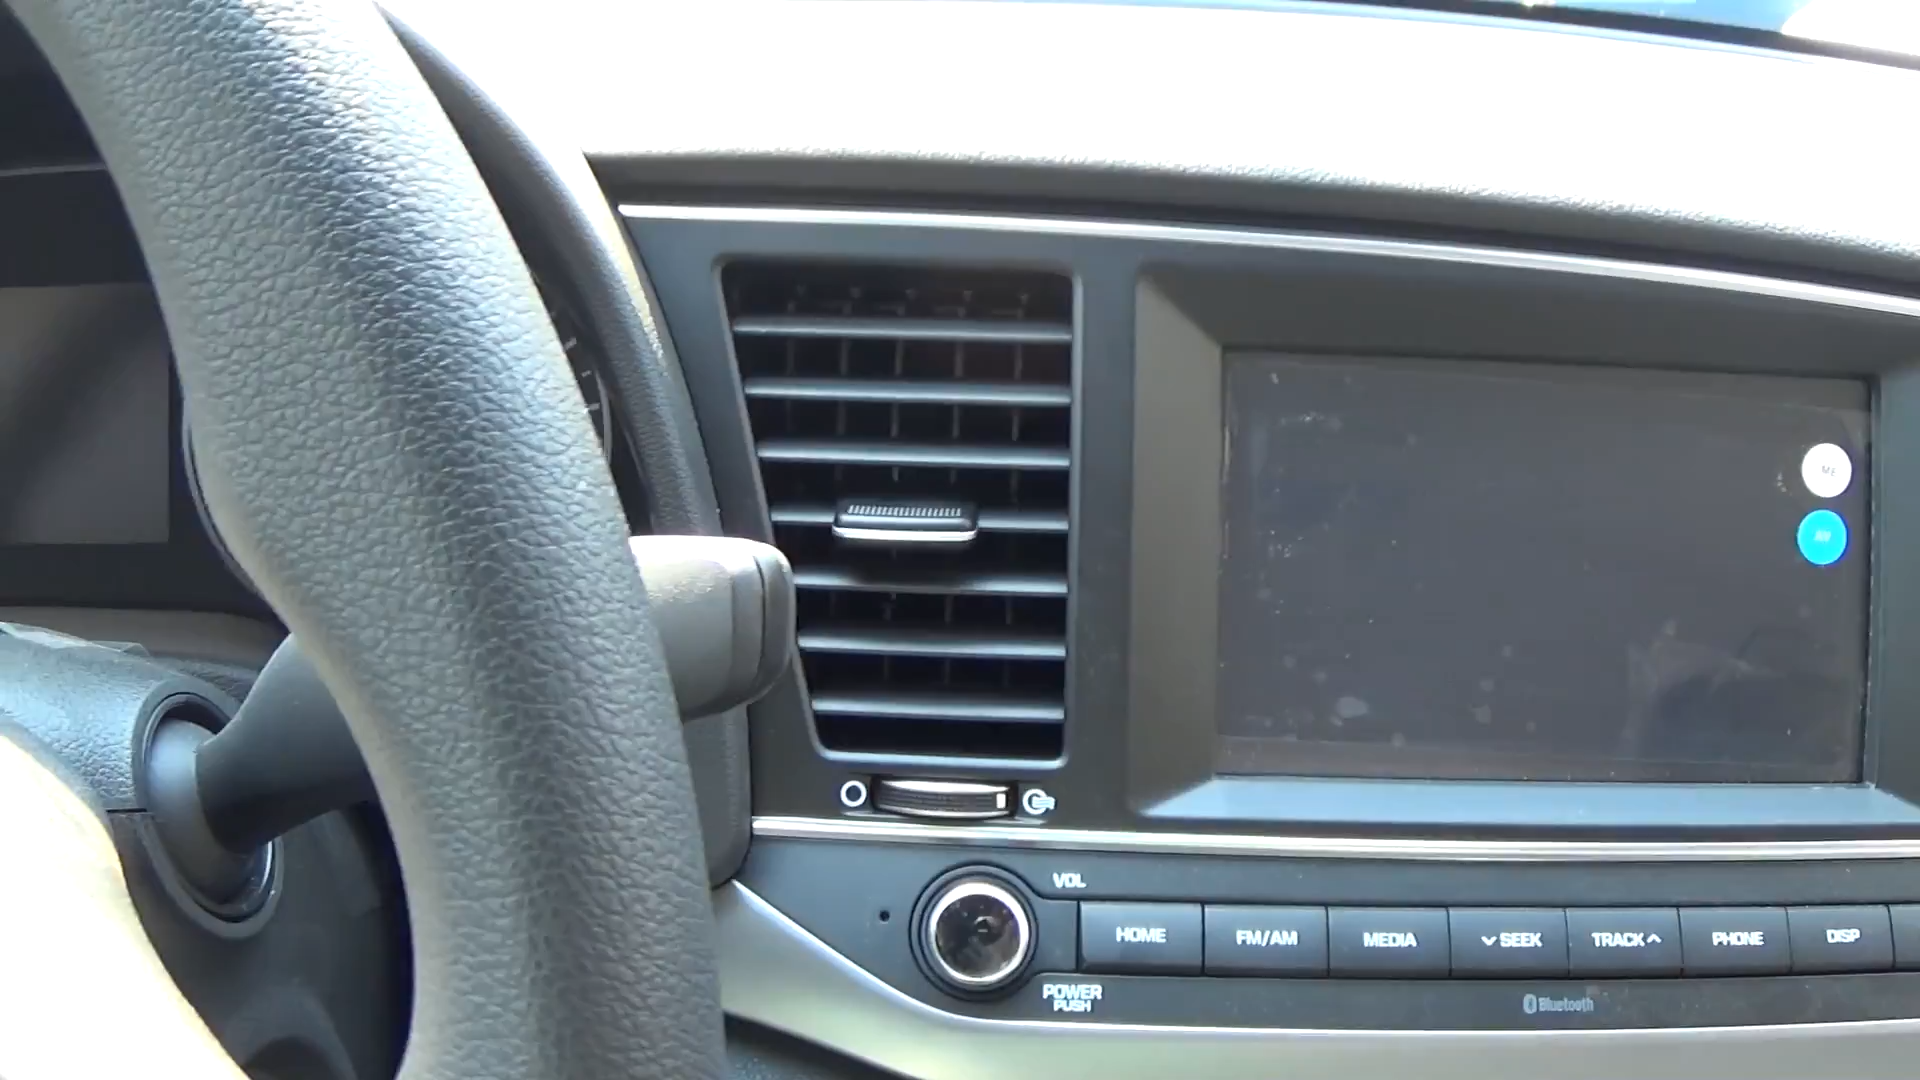 VOL
HOME
FM/AM
MEDIA
SEEK
TRACK
PHONE
DISP
POWER
PUSH
Bluetooth